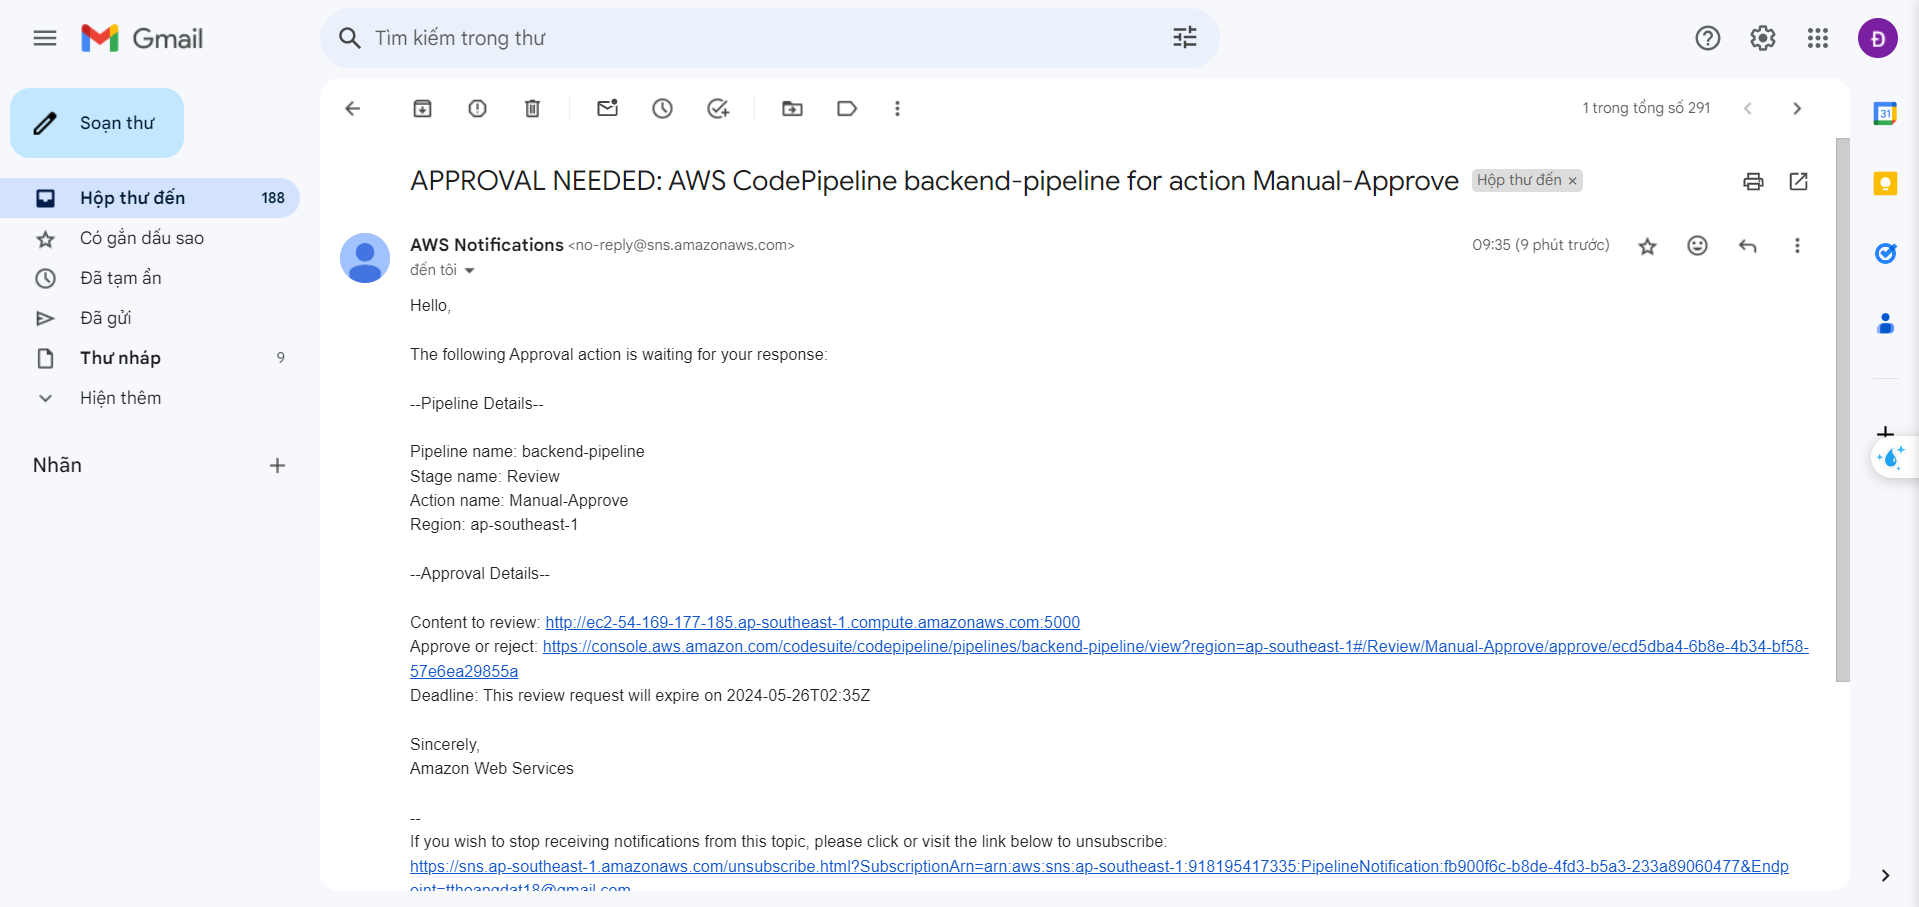 Gmail
Tìm kiếm trong thư
Đ
Soạn thư
1 trong tổng số 291
31
Hộp thư đến 188
Có gắn dấu sao
Đã tạm ẩn
Đã gửi
Thư nháp 9
Hiện thêm
Nhãn
APPROVAL NEEDED: AWS CodePipeline backend-pipeline for action Manual-Approve Hộp thư đến ×
AWS Notifications <no-reply@sns.amazonaws.com> 09:35 (9 phút trước)
đến tôi
Hello,
The following Approval action is waiting for your response:
--Pipeline Details--
Pipeline name: backend-pipeline
Stage name: Review
Action name: Manual-Approve
Region: ap-southeast-1
--Approval Details--
Content to review: http://ec2-54-169-177-185.ap-southeast-1.compute.amazonaws.com:5000
Approve or reject: https://console.aws.amazon.com/codesuite/codepipeline/pipelines/backend-pipeline/view?region=ap-southeast-1#/Review/Manual-Approve/approve/ecd5dba4-6b8e-4b34-bf58-
57e6ea29855a
Deadline: This review request will expire on 2024-05-26T02:35Z
Sincerely,
Amazon Web Services
--
If you wish to stop receiving notifications from this topic, please click or visit the link below to unsubscribe:
https://sns.ap-southeast-1.amazonaws.com/unsubscribe.html?SubscriptionArn=arn:aws:sns:ap-southeast-1:918195417335:PipelineNotification:fb900f6c-b8de-4fd3-b5a3-233a89060477&Endp
oint=tthoangdat18@gmail.com